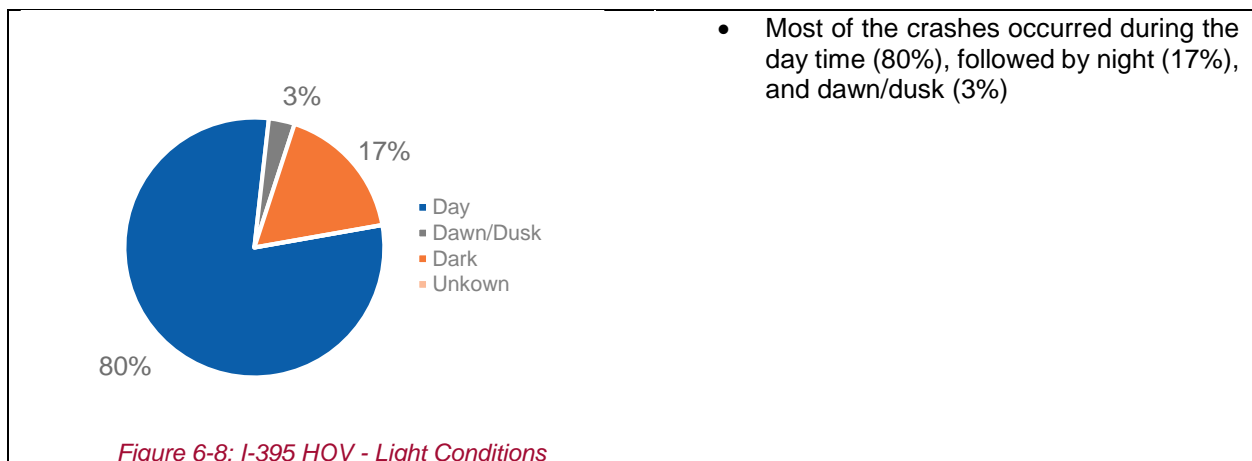 3%
17%
80%
Day
Dawn/Dusk
Dark
Unkown
Figure 6-8: I-395 HOV - Light Conditions
• Most of the crashes occurred during the
day time (80%), followed by night (17%),
and dawn/dusk (3%)